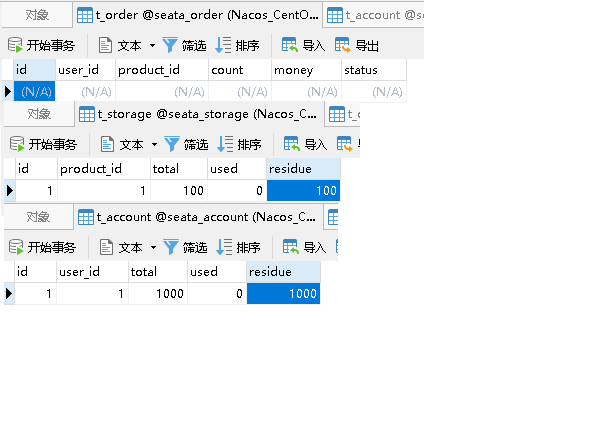 对象 t_order @seata_order (Nacos_CentO... t_account @se
开始事务 文本 筛选 排序 导入 导出
id user_id product_id count money status
(N/A) (N/A) (N/A) (N/A) (N/A) (N/A)
对象 t_storage @seata_storage (Nacos_C...
开始事务 文本 筛选 排序 导入
id product_id total used residue
1 1 100 0 100
对象 t_account @seata_account (Nacos_C...
开始事务 文本 筛选 排序 导入
id user_id total used residue
1 1 1000 0 1000